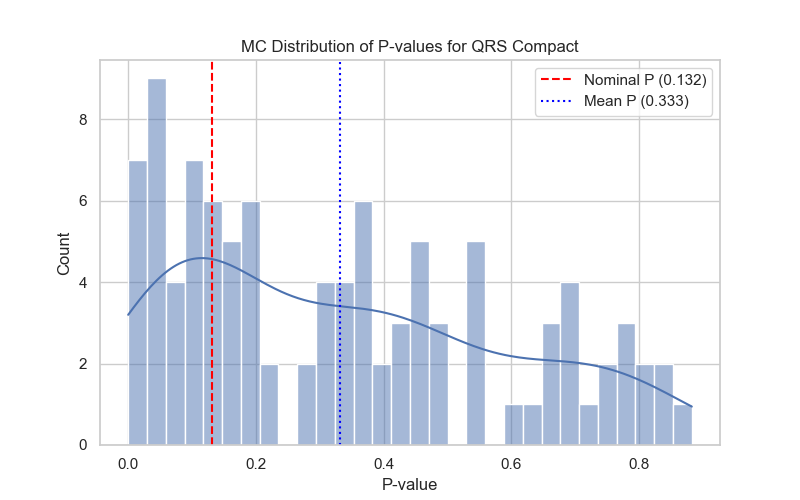 MC Distribution of P-values for QRS Compact
Nominal P (0.132)
Mean P (0.333)
Count
8
6
4
2
0
0.0 0.2 0.4 0.6 0.8
P-value